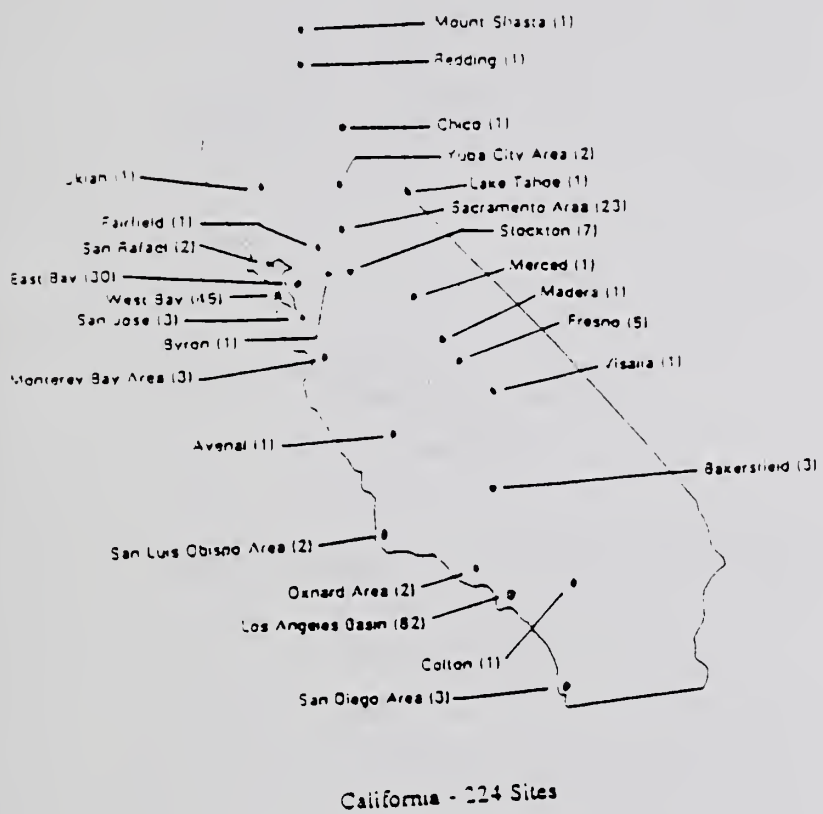 Mount Shasta (1)
Redding (1)
Chico (1)
Yuba City Area (2)
Ukiah (1)
Lake Tahoe (1)
Sacramento Area (23)
Fairfield (1)
Stockton (7)
San Rafael (2)
Merced (1)
East Bay (30)
Madera (1)
West Bay (45)
Fresno (5)
San Jose (3)
Byron (1)
Visalia (1)
Monterey Bay Area (3)
Avenal (1)
Bakersfield (3)
San Luis Obispo Area (2)
Oxnard Area (2)
Los Angeles Basin (82)
Colton (1)
San Diego Area (3)
California - 224 Sites